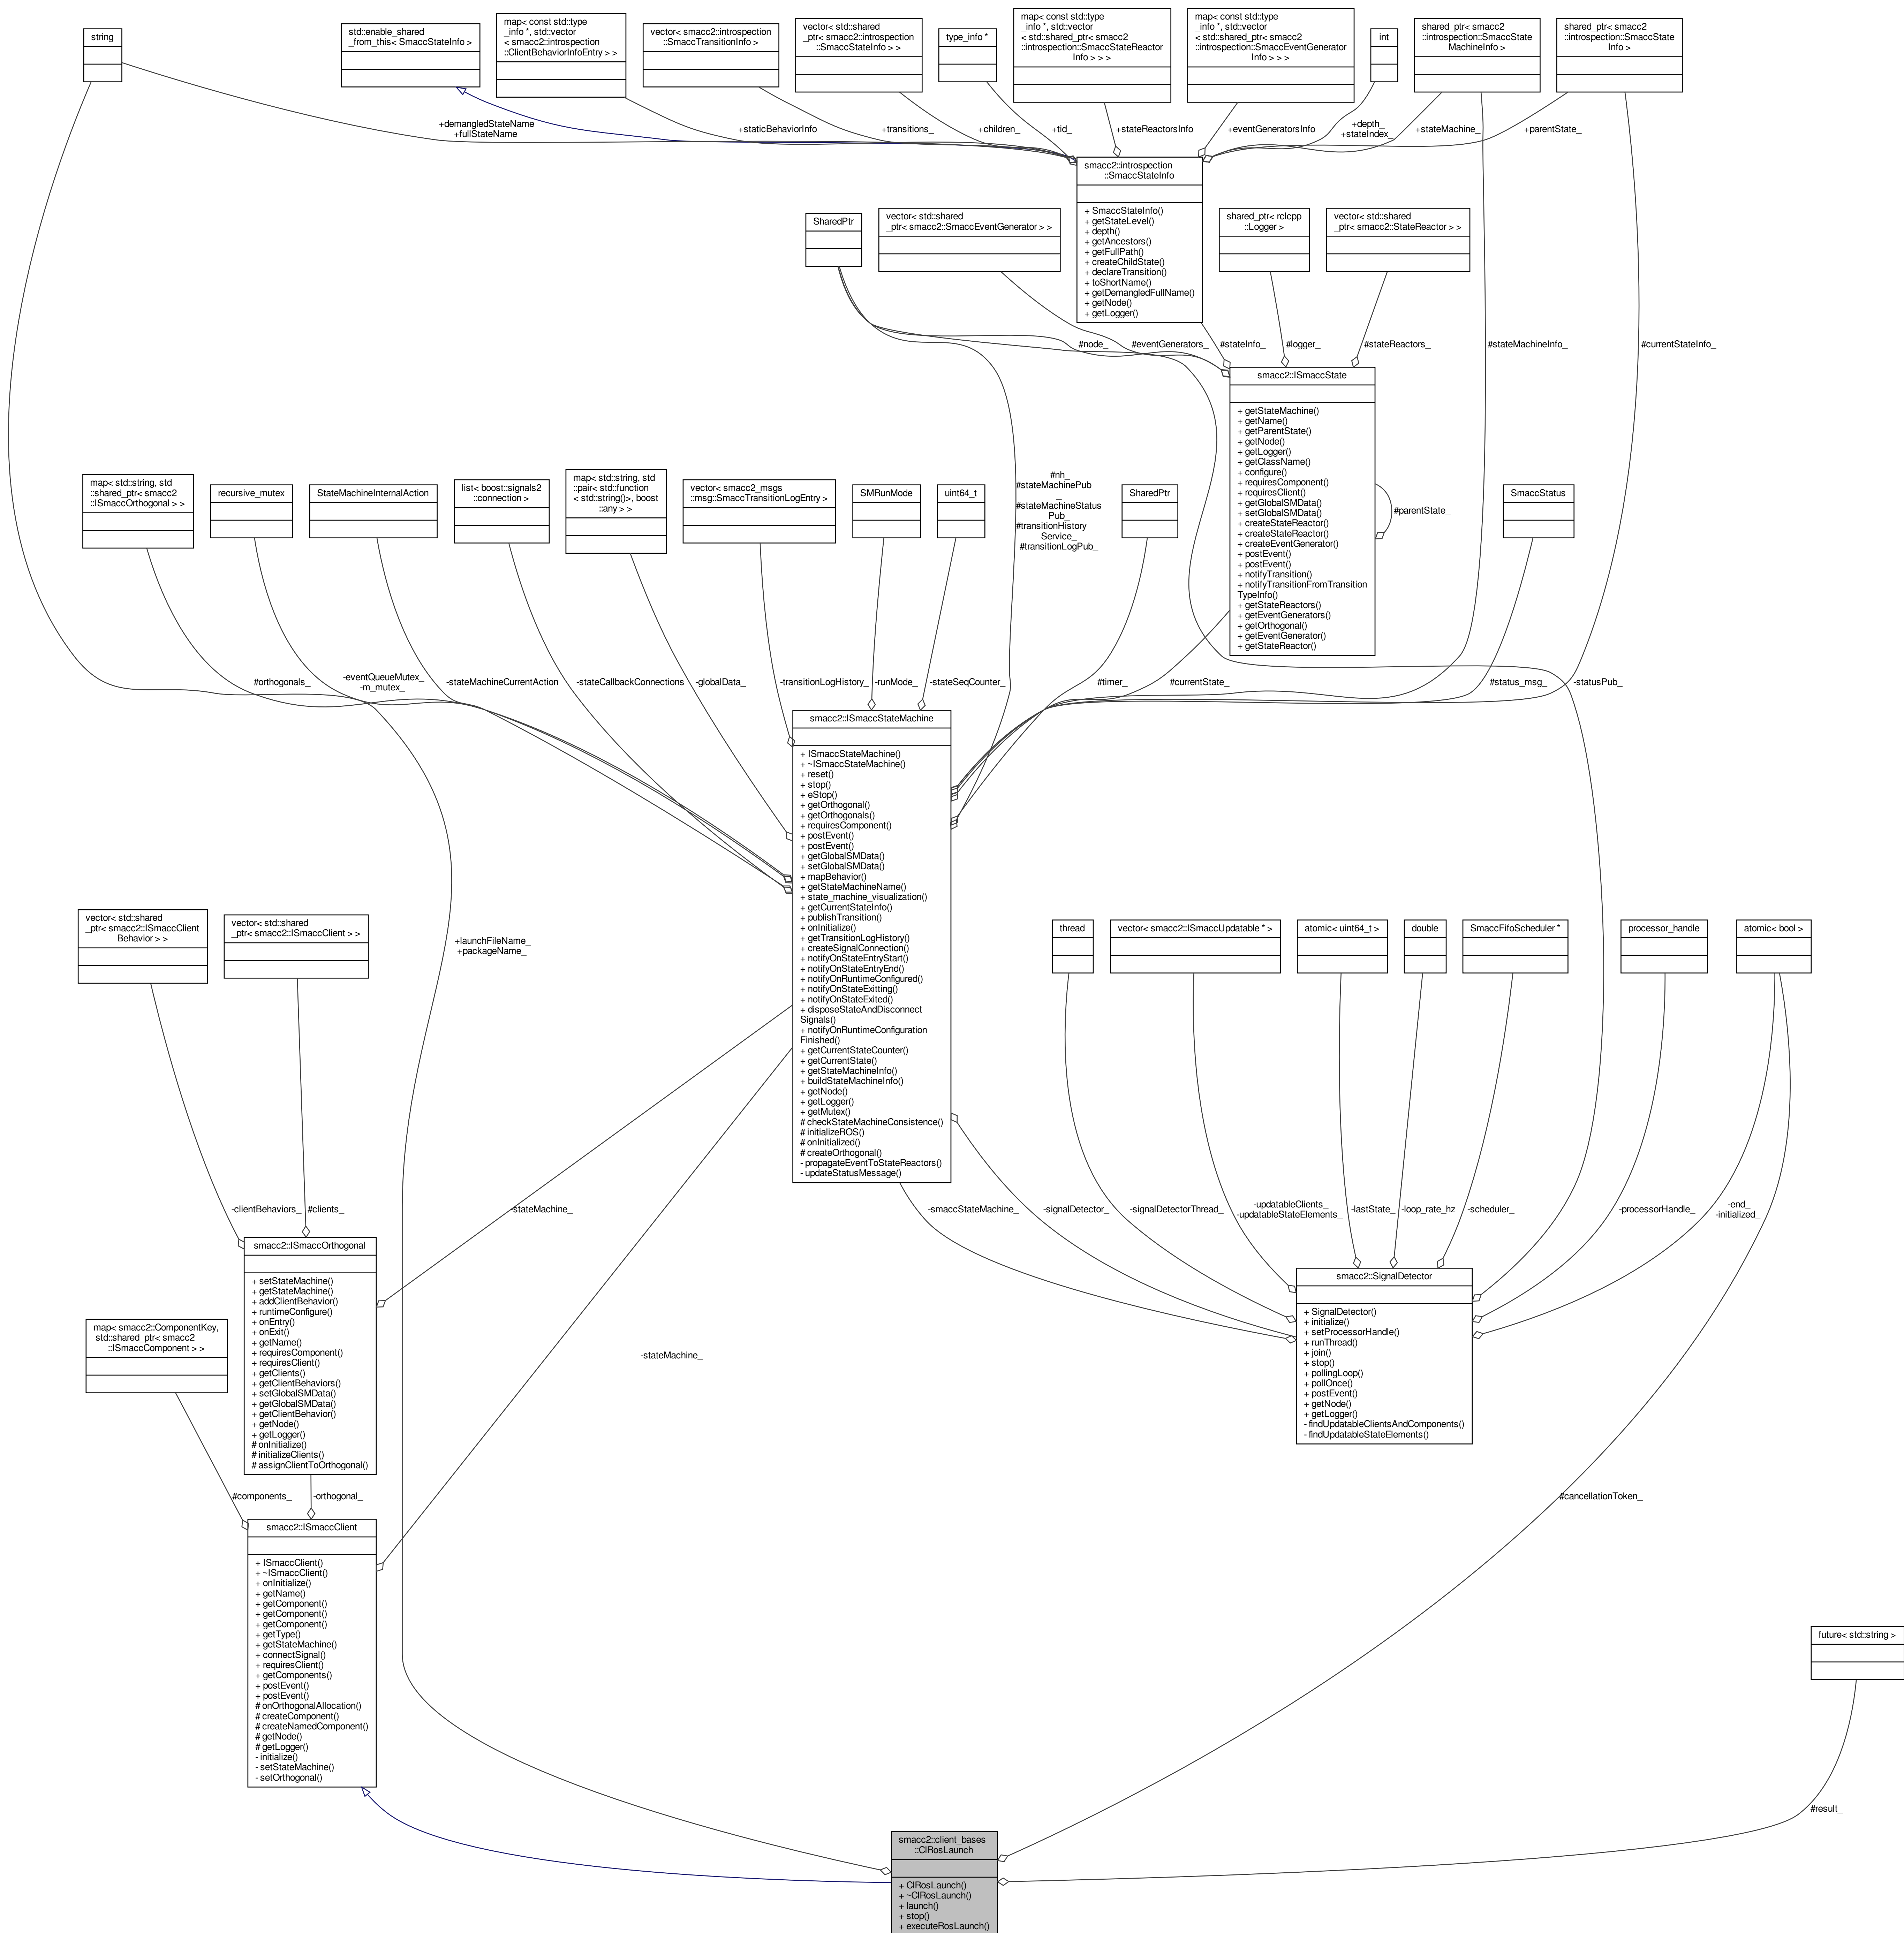 string
std::enable_shared
_from_this< SmaccStateInfo >
map< const std::type
_info *, std::vector
< smacc2::introspection
::ClientBehaviorInfoEntry > >
vector< smacc2::introspection
::SmaccTransitionInfo >
vector< std::shared
_ptr< smacc2::introspection
::SmaccStateInfo > >
type_info *
map< const std::type
_info *, std::vector
< std::shared_ptr< smacc2
::introspection::SmaccStateReactor
Info > > >
map< const std::type
_info *, std::vector
< std::shared_ptr< smacc2
::introspection::SmaccEventGenerator
Info > > >
int
shared_ptr< smacc2
::introspection::SmaccState
MachineInfo >
shared_ptr< smacc2
::introspection::SmaccState
Info >
+demangledStateName
+fullStateName
+staticBehaviorInfo
+transitions_
+children_
+tid_
+stateReactorsInfo
+eventGeneratorsInfo
+depth_
+stateIndex_
+stateMachine_
+parentState_
smacc2::introspection
::SmaccStateInfo
+ SmaccStateInfo()
+ getStateLevel()
+ depth()
+ getAncestors()
+ getFullPath()
+ createChildState()
+ declareTransition()
+ toShortName()
+ getDemangledFullName()
+ getNode()
+ getLogger()
SharedPtr
vector< std::shared
_ptr< smacc2::SmaccEventGenerator > >
shared_ptr< rclcpp
::Logger >
vector< std::shared
_ptr< smacc2::StateReactor > >
#node_
#eventGenerators_
#stateInfo_
#logger_
#stateReactors_
#stateMachineInfo_
#currentStateInfo_
smacc2::ISmaccState
+ getStateMachine()
+ getName()
+ getParentState()
+ getNode()
+ getLogger()
+ getClassName()
+ configure()
+ requiresComponent()
+ requiresClient()
+ getGlobalSMData()
+ setGlobalSMData()
+ createStateReactor()
+ createStateReactor()
+ createEventGenerator()
+ postEvent()
+ postEvent()
+ notifyTransition()
+ notifyTransitionFromTransition
TypeInfo()
+ getStateReactors()
+ getEventGenerators()
+ getOrthogonal()
+ getEventGenerator()
+ getStateReactor()
#parentState_
map< std::string, std
::shared_ptr< smacc2
::ISmaccOrthogonal > >
recursive_mutex
StateMachineInternalAction
list< boost::signals2
::connection >
map< std::string, std
::pair< std::function
< std::string()>, boost
::any > >
vector< smacc2_msgs
::msg::SmaccTransitionLogEntry >
SMRunMode
uint64_t
#nh_
#stateMachinePub
_
#stateMachineStatus
Pub_
#transitionHistory
Service_
#transitionLogPub_
SharedPtr
SmaccStatus
#orthogonals_
-eventQueueMutex_
-m_mutex_
-stateMachineCurrentAction
-stateCallbackConnections
-globalData_
-transitionLogHistory_
-runMode_
-stateSeqCounter_
#timer_
#currentState_
#status_msg_
-statusPub_
smacc2::ISmaccStateMachine
+ ISmaccStateMachine()
+ ~ISmaccStateMachine()
+ reset()
+ stop()
+ eStop()
+ getOrthogonal()
+ getOrthogonals()
+ requiresComponent()
+ postEvent()
+ postEvent()
+ getGlobalSMData()
+ setGlobalSMData()
+ mapBehavior()
+ getStateMachineName()
+ state_machine_visualization()
+ getCurrentStateInfo()
+ publishTransition()
+ onInitialize()
+ getTransitionLogHistory()
+ createSignalConnection()
+ notifyOnStateEntryStart()
+ notifyOnStateEntryEnd()
+ notifyOnRuntimeConfigured()
+ notifyOnStateExitting()
+ notifyOnStateExited()
+ disposeStateAndDisconnect
Signals()
+ notifyOnRuntimeConfiguration
Finished()
+ getCurrentStateCounter()
+ getCurrentState()
+ getStateMachineInfo()
+ buildStateMachineInfo()
+ getNode()
+ getLogger()
+ getMutex()
# checkStateMachineConsistence()
# initializeROS()
# onInitialized()
# createOrthogonal()
- propagateEventToStateReactors()
- updateStatusMessage()
vector< std::shared
_ptr< smacc2::ISmaccClient
Behavior > >
vector< std::shared
_ptr< smacc2::ISmaccClient > >
+launchFileName_
+packageName_
thread
vector< smacc2::ISmaccUpdatable * >
atomic< uint64_t >
double
SmaccFifoScheduler *
processor_handle
atomic< bool >
-clientBehaviors_
#clients_
-stateMachine_
-smaccStateMachine_
-signalDetector_
-signalDetectorThread_
-updatableClients_
-updatableStateElements_
-lastState_
-loop_rate_hz
-scheduler_
-processorHandle_
-end_
-initialized_
smacc2::ISmaccOrthogonal
+ setStateMachine()
+ getStateMachine()
+ addClientBehavior()
+ runtimeConfigure()
+ onEntry()
+ onExit()
+ getName()
+ requiresComponent()
+ requiresClient()
+ getClients()
+ getClientBehaviors()
+ setGlobalSMData()
+ getGlobalSMData()
+ getClientBehavior()
+ getNode()
+ getLogger()
# onInitialize()
# initializeClients()
# assignClientToOrthogonal()
smacc2::SignalDetector
+ SignalDetector()
+ initialize()
+ setProcessorHandle()
+ runThread()
+ join()
+ stop()
+ pollingLoop()
+ pollOnce()
+ postEvent()
+ getNode()
+ getLogger()
- findUpdatableClientsAndComponents()
- findUpdatableStateElements()
map< smacc2::ComponentKey,
std::shared_ptr< smacc2
::ISmaccComponent > >
-stateMachine_
#components_
-orthogonal_
#cancellationToken_
smacc2::ISmaccClient
+ ISmaccClient()
+ ~ISmaccClient()
+ onInitialize()
+ getName()
+ getComponent()
+ getComponent()
+ getComponent()
+ getType()
+ getStateMachine()
+ connectSignal()
+ requiresClient()
+ getComponents()
+ postEvent()
+ postEvent()
# onOrthogonalAllocation()
# createComponent()
# createNamedComponent()
# getNode()
# getLogger()
- initialize()
- setStateMachine()
- setOrthogonal()
future< std::string >
#result_
smacc2::client_bases
::ClRosLaunch
+ ClRosLaunch()
+ ~ClRosLaunch()
+ launch()
+ stop()
+ executeRosLaunch()